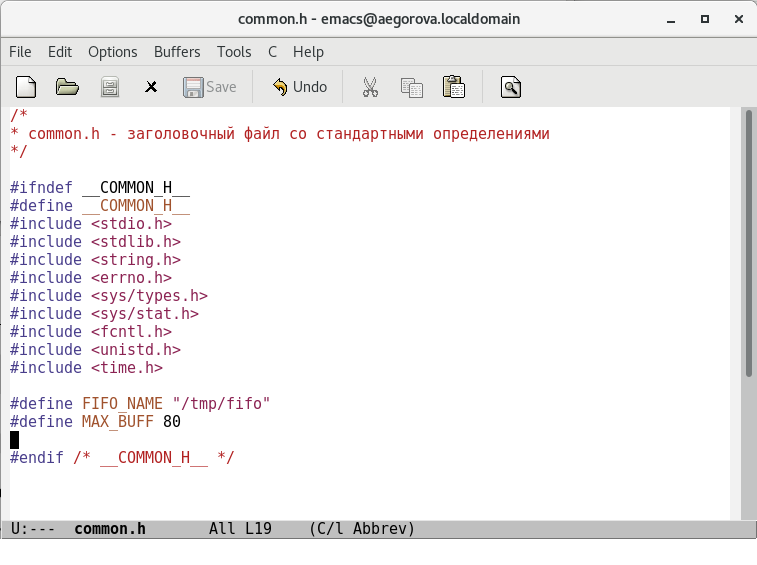 common.h - emacs@aegorova.localdomain
File Edit Options Buffers Tools C Help
Save Undo
/*
* common.h - заголовочный файл со стандартными определениями
*/
#ifndef __COMMON_H__
#define __COMMON_H__
#include <stdio.h>
#include <stdlib.h>
#include <string.h>
#include <errno.h>
#include <sys/types.h>
#include <sys/stat.h>
#include <fcntl.h>
#include <unistd.h>
#include <time.h>
#define FIFO_NAME "/tmp/fifo"
#define MAX_BUFF 80
#endif /* __COMMON_H__ */
U:--- common.h All L19 (C/l Abbrev)